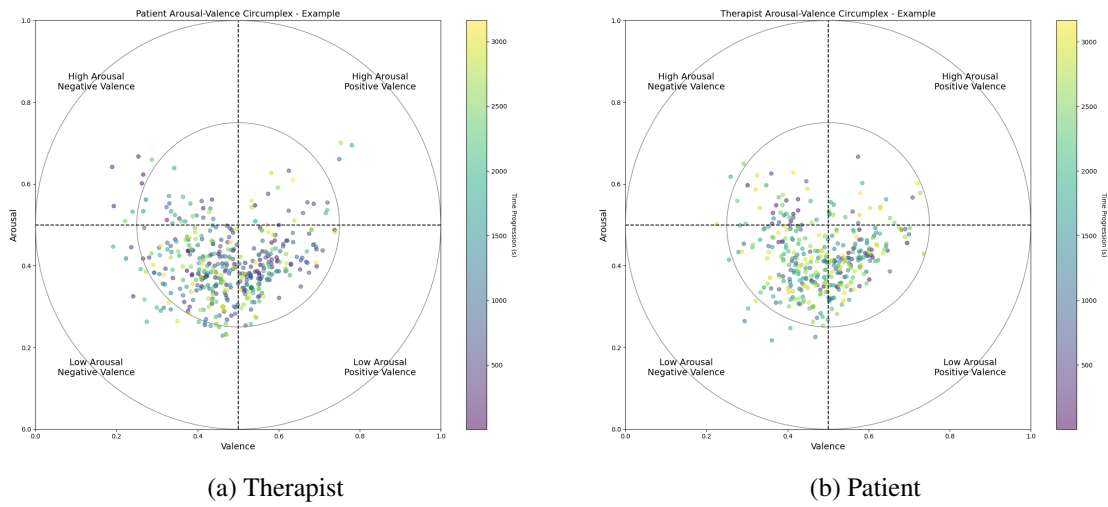 Patient Arousal-Valence Circumplex - Example
1.0
0.8
0.6
0.4
0.2
0.0
Arousal
High Arousal
Negative Valence
High Arousal
Positive Valence
Low Arousal
Negative Valence
Low Arousal
Positive Valence
0.0 0.2 0.4 0.6 0.8 1.0
Valence
3000
2500
2000
1500
1000
500
Time Progression (s)
(a) Therapist
Therapist Arousal-Valence Circumplex - Example
1.0
0.8
0.6
0.4
0.2
0.0
Arousal
High Arousal
Negative Valence
High Arousal
Positive Valence
Low Arousal
Negative Valence
Low Arousal
Positive Valence
0.0 0.2 0.4 0.6 0.8 1.0
Valence
3000
2500
2000
1500
1000
500
Time Progression (s)
(b) Patient